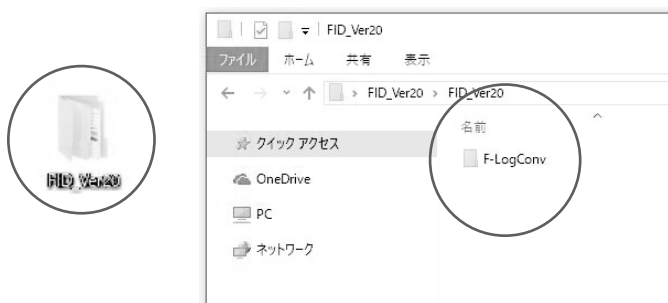 FID_Ver20
FID_Ver20
ファイル ホーム 共有 表示
FID_Ver20 > FID_Ver20
名前
F-LogConv
クイック アクセス
OneDrive
PC
ネットワーク